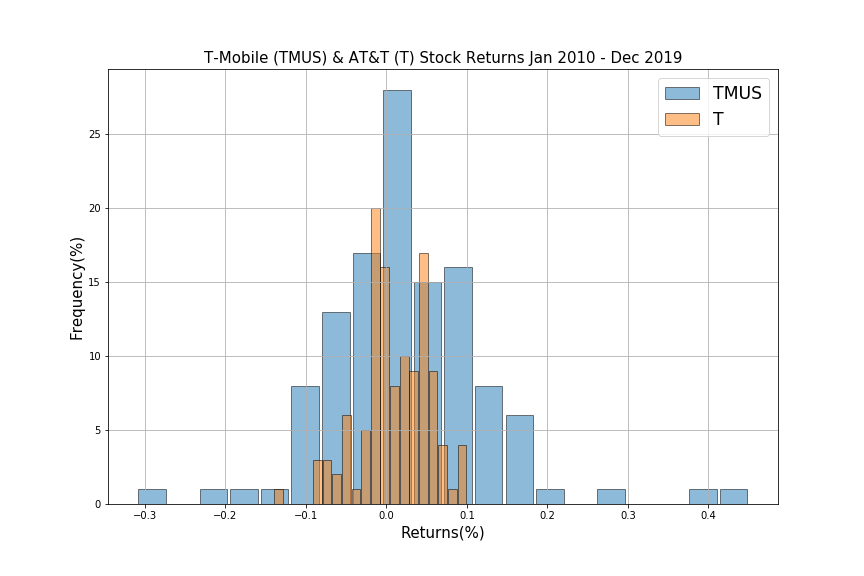 T-Mobile (TMUS) & AT&T (T) Stock Returns Jan 2010 - Dec 2019
TMUS
T
Frequency(%)
25
20
15
10
5
0
−0.3 −0.2 −0.1 0.0 0.1 0.2 0.3 0.4
Returns(%)